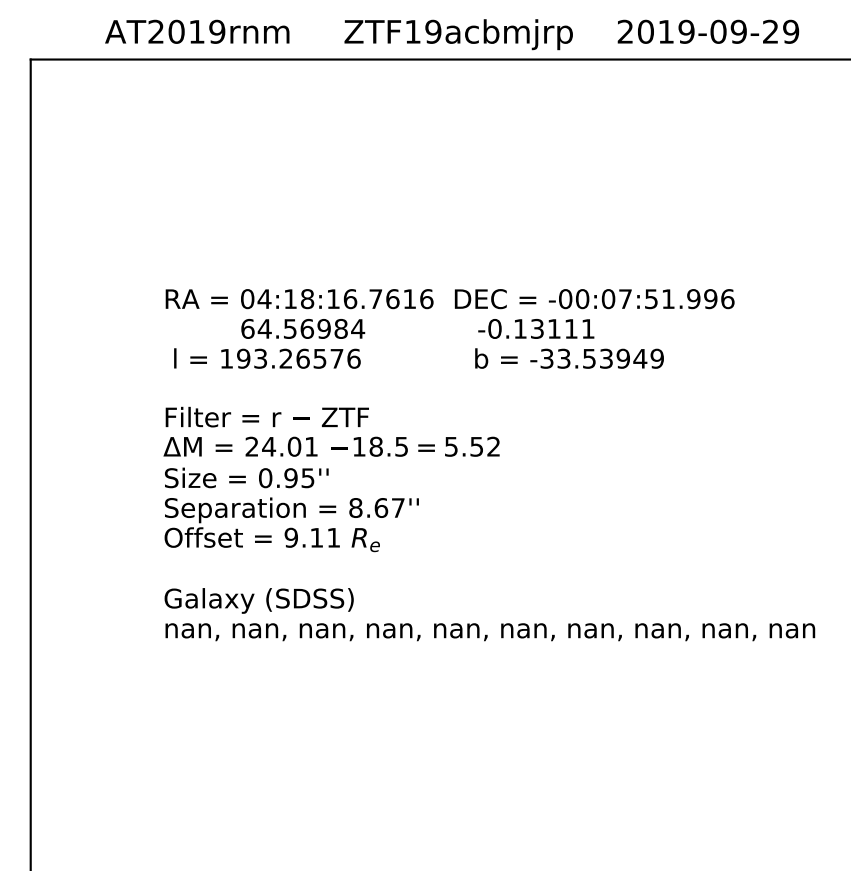 AT2019rnm ZTF19acbmjrp 2019-09-29
RA = 04:18:16.7616 DEC = -00:07:51.996
64.56984 -0.13111
l = 193.26576 b = -33.53949
Filter = r − ZTF
ΔM = 24.01 −18.5 = 5.52
Size = 0.95''
Separation = 8.67''
Offset = 9.11 Rₑ
Galaxy (SDSS)
nan, nan, nan, nan, nan, nan, nan, nan, nan, nan